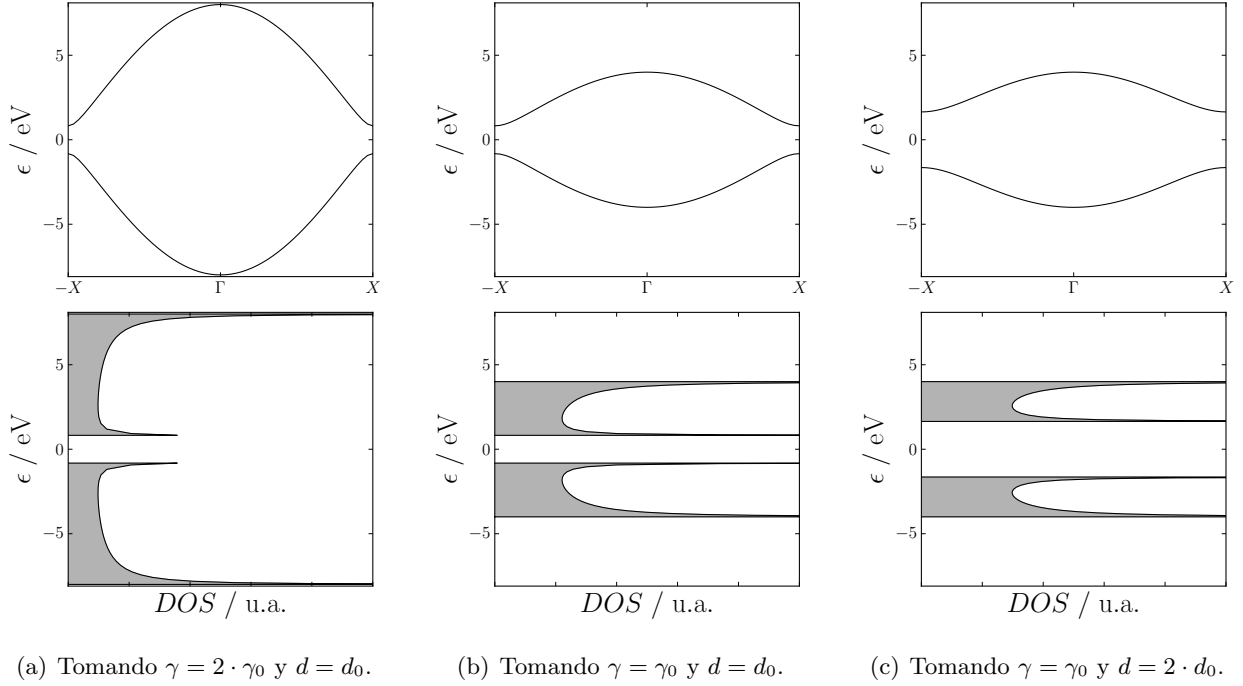 5
0
−5
ϵ / eV
−X
Γ
X
5
0
−5
ϵ / eV
−X
Γ
X
5
0
−5
ϵ / eV
−X
Γ
X
5
0
−5
ϵ / eV
DOS / u.a.
5
0
−5
ϵ / eV
DOS / u.a.
5
0
−5
ϵ / eV
DOS / u.a.
(a) Tomando γ = 2 · γ₀ y d = d₀.
(b) Tomando γ = γ₀ y d = d₀.
(c) Tomando γ = γ₀ y d = 2 · d₀.